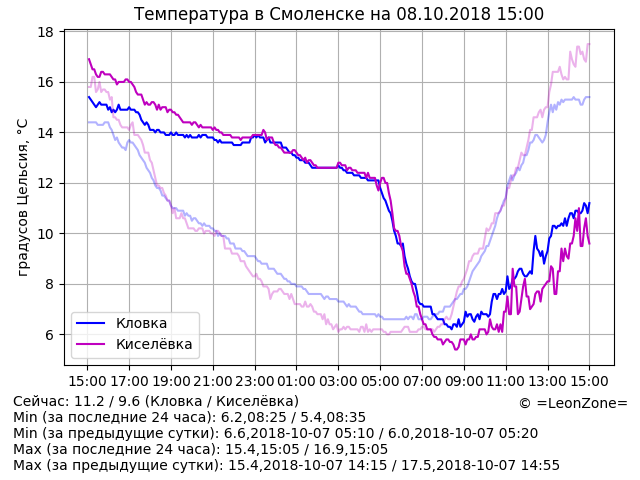 Температура в Смоленске на 08.10.2018 15:00
градусов Цельсия, °C
18
16
14
12
10
8
6
Кловка
Киселёвка
15:00 17:00 19:00 21:00 23:00 01:00 03:00 05:00 07:00 09:00 11:00 13:00 15:00
Сейчас: 11.2 / 9.6 (Кловка / Киселёвка)
© =LeonZone=
Min (за последние 24 часа): 6.2,08:25 / 5.4,08:35
Min (за предыдущие сутки): 6.6,2018-10-07 05:10 / 6.0,2018-10-07 05:20
Max (за последние 24 часа): 15.4,15:05 / 16.9,15:05
Max (за предыдущие сутки): 15.4,2018-10-07 14:15 / 17.5,2018-10-07 14:55